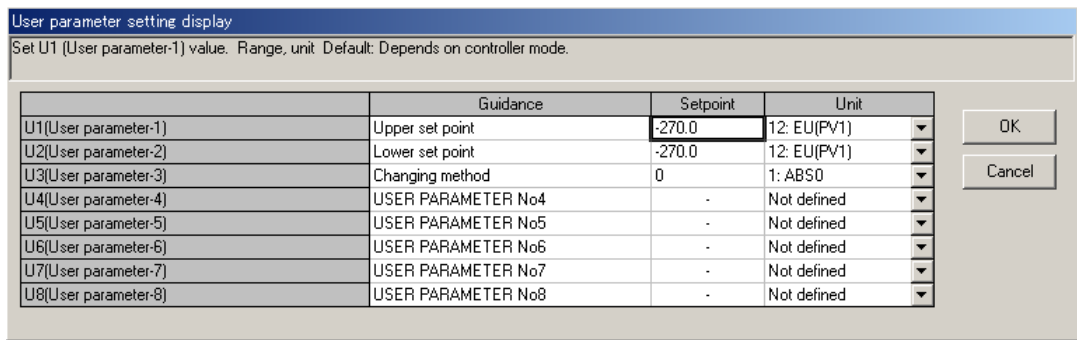 User parameter setting display
Set U1 (User parameter-1) value. Range, unit Default: Depends on controller mode.
Guidance Setpoint Unit
U1(User parameter-1) Upper set point -270.0 12: EU(PV1)
U2(User parameter-2) Lower set point -270.0 12: EU(PV1)
U3(User parameter-3) Changing method 0 1: ABS0
U4(User parameter-4) USER PARAMETER No4 - Not defined
U5(User parameter-5) USER PARAMETER No5 - Not defined
U6(User parameter-6) USER PARAMETER No6 - Not defined
U7(User parameter-7) USER PARAMETER No7 - Not defined
U8(User parameter-8) USER PARAMETER No8 - Not defined
OK
Cancel